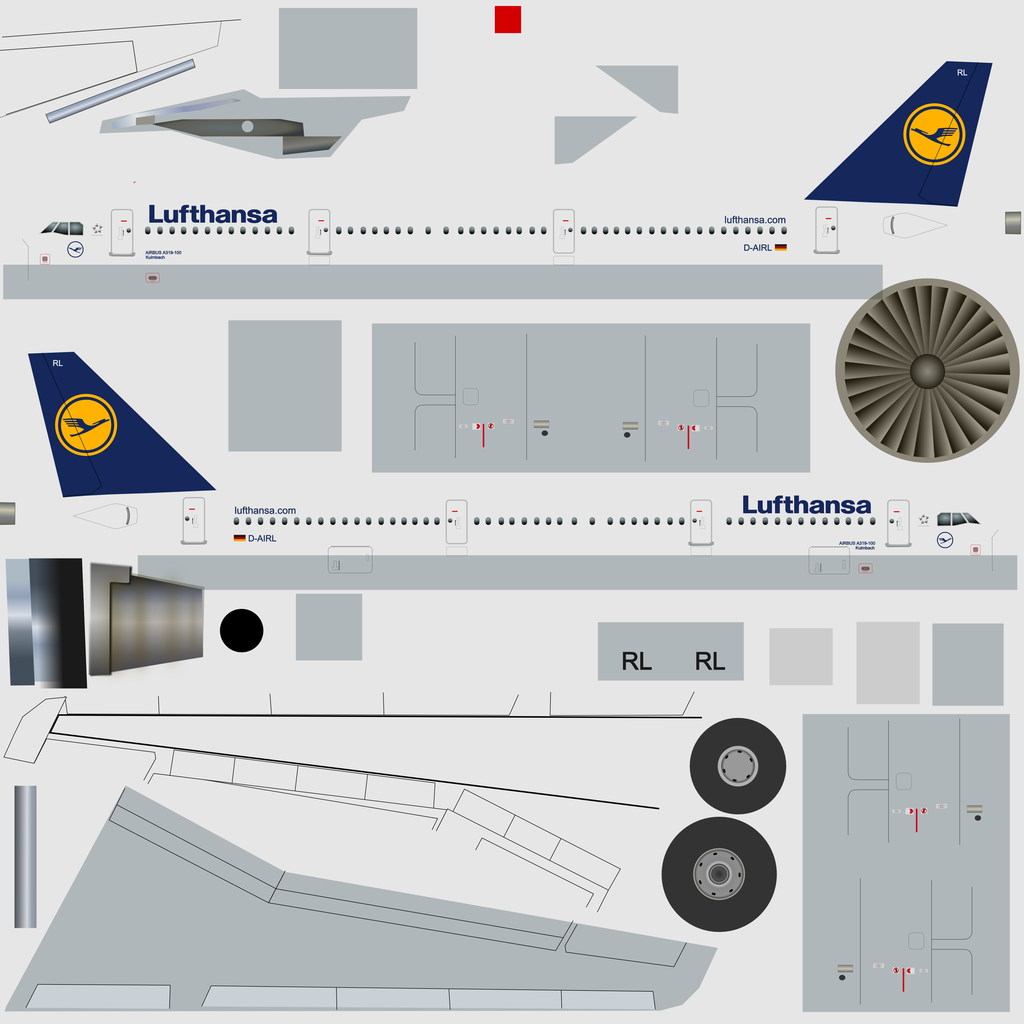 RL
Lufthansa
lufthansa.com
D-AIRL
AIRBUS A319-100
Kulmbach
RL
Lufthansa
lufthansa.com
D-AIRL
AIRBUS A319-100
Kulmbach
RL RL